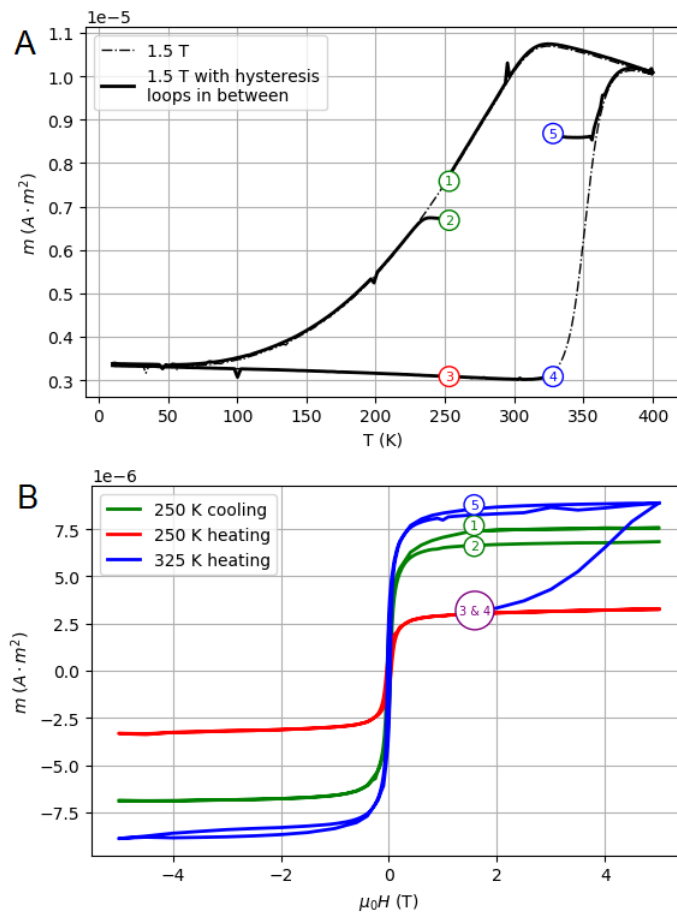 A
1e−5
1.5 T
1.5 T with hysteresis
loops in between
1.1
1.0
0.9
0.8
0.7
0.6
0.5
0.4
0.3
m (A · m²)
5
1
2
3
4
0 50 100 150 200 250 300 350 400
T (K)
B
1e−6
250 K cooling
250 K heating
325 K heating
7.5
5.0
2.5
0.0
−2.5
−5.0
−7.5
m (A · m²)
5
1
2
3 & 4
−4 −2 0 2 4
μ₀H (T)